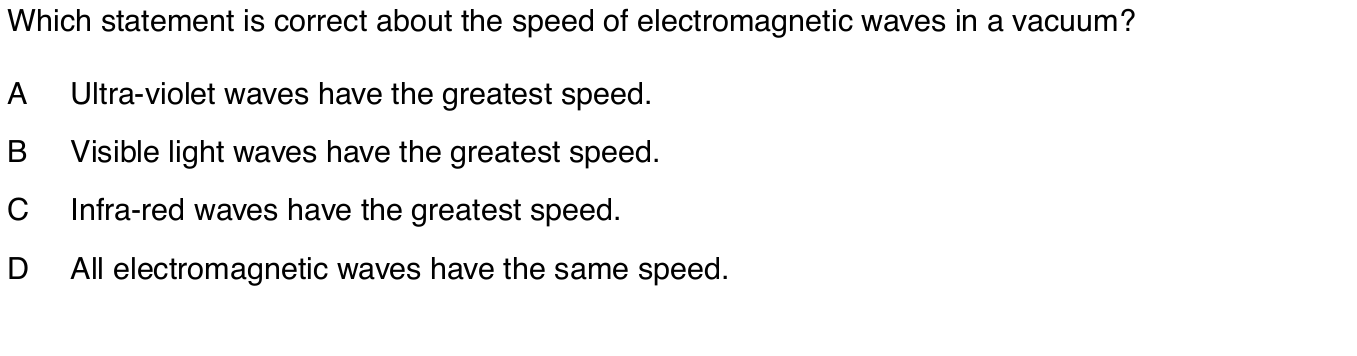 Which statement is correct about the speed of electromagnetic waves in a vacuum?
A Ultra-violet waves have the greatest speed.
B Visible light waves have the greatest speed.
C Infra-red waves have the greatest speed.
D All electromagnetic waves have the same speed.